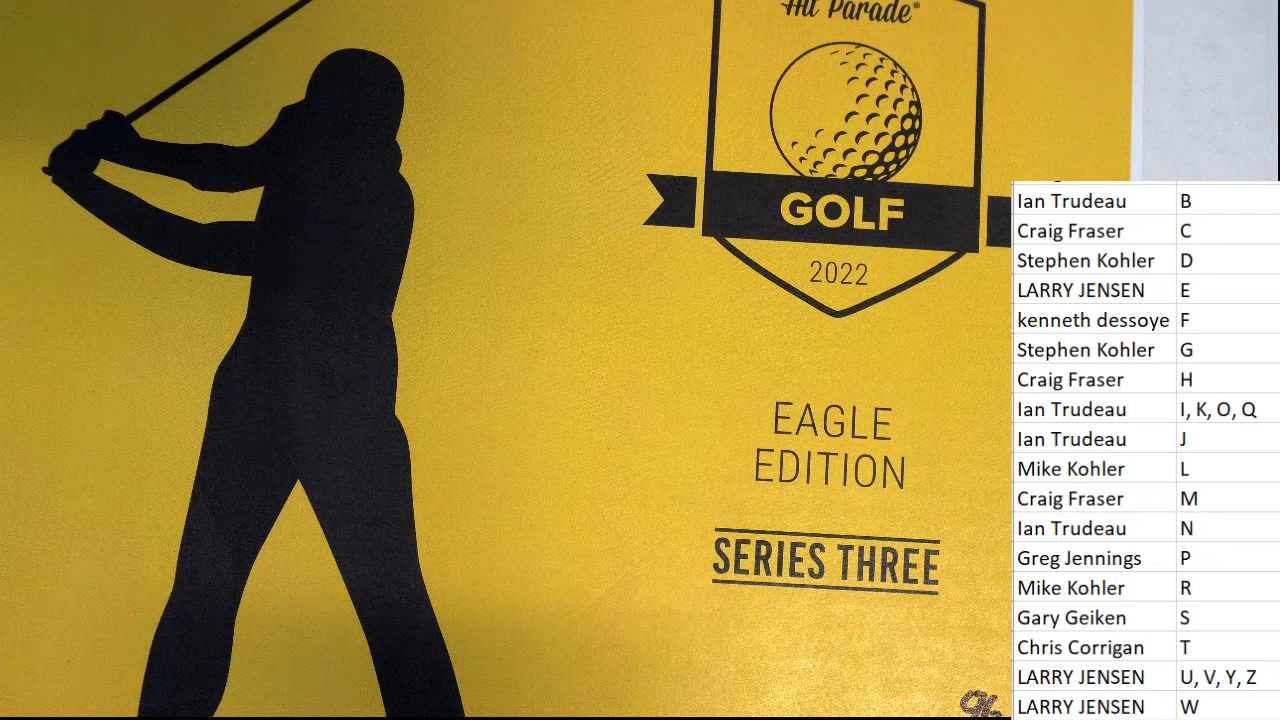 Hit Parade®
GOLF
2022
EAGLE
EDITION
SERIES THREE
Ian Trudeau B
Craig Fraser C
Stephen Kohler D
LARRY JENSEN E
kenneth dessoye F
Stephen Kohler G
Craig Fraser H
Ian Trudeau I, K, O, Q
Ian Trudeau J
Mike Kohler L
Craig Fraser M
Ian Trudeau N
Greg Jennings P
Mike Kohler R
Gary Geiken S
Chris Corrigan T
LARRY JENSEN U, V, Y, Z
LARRY JENSEN W